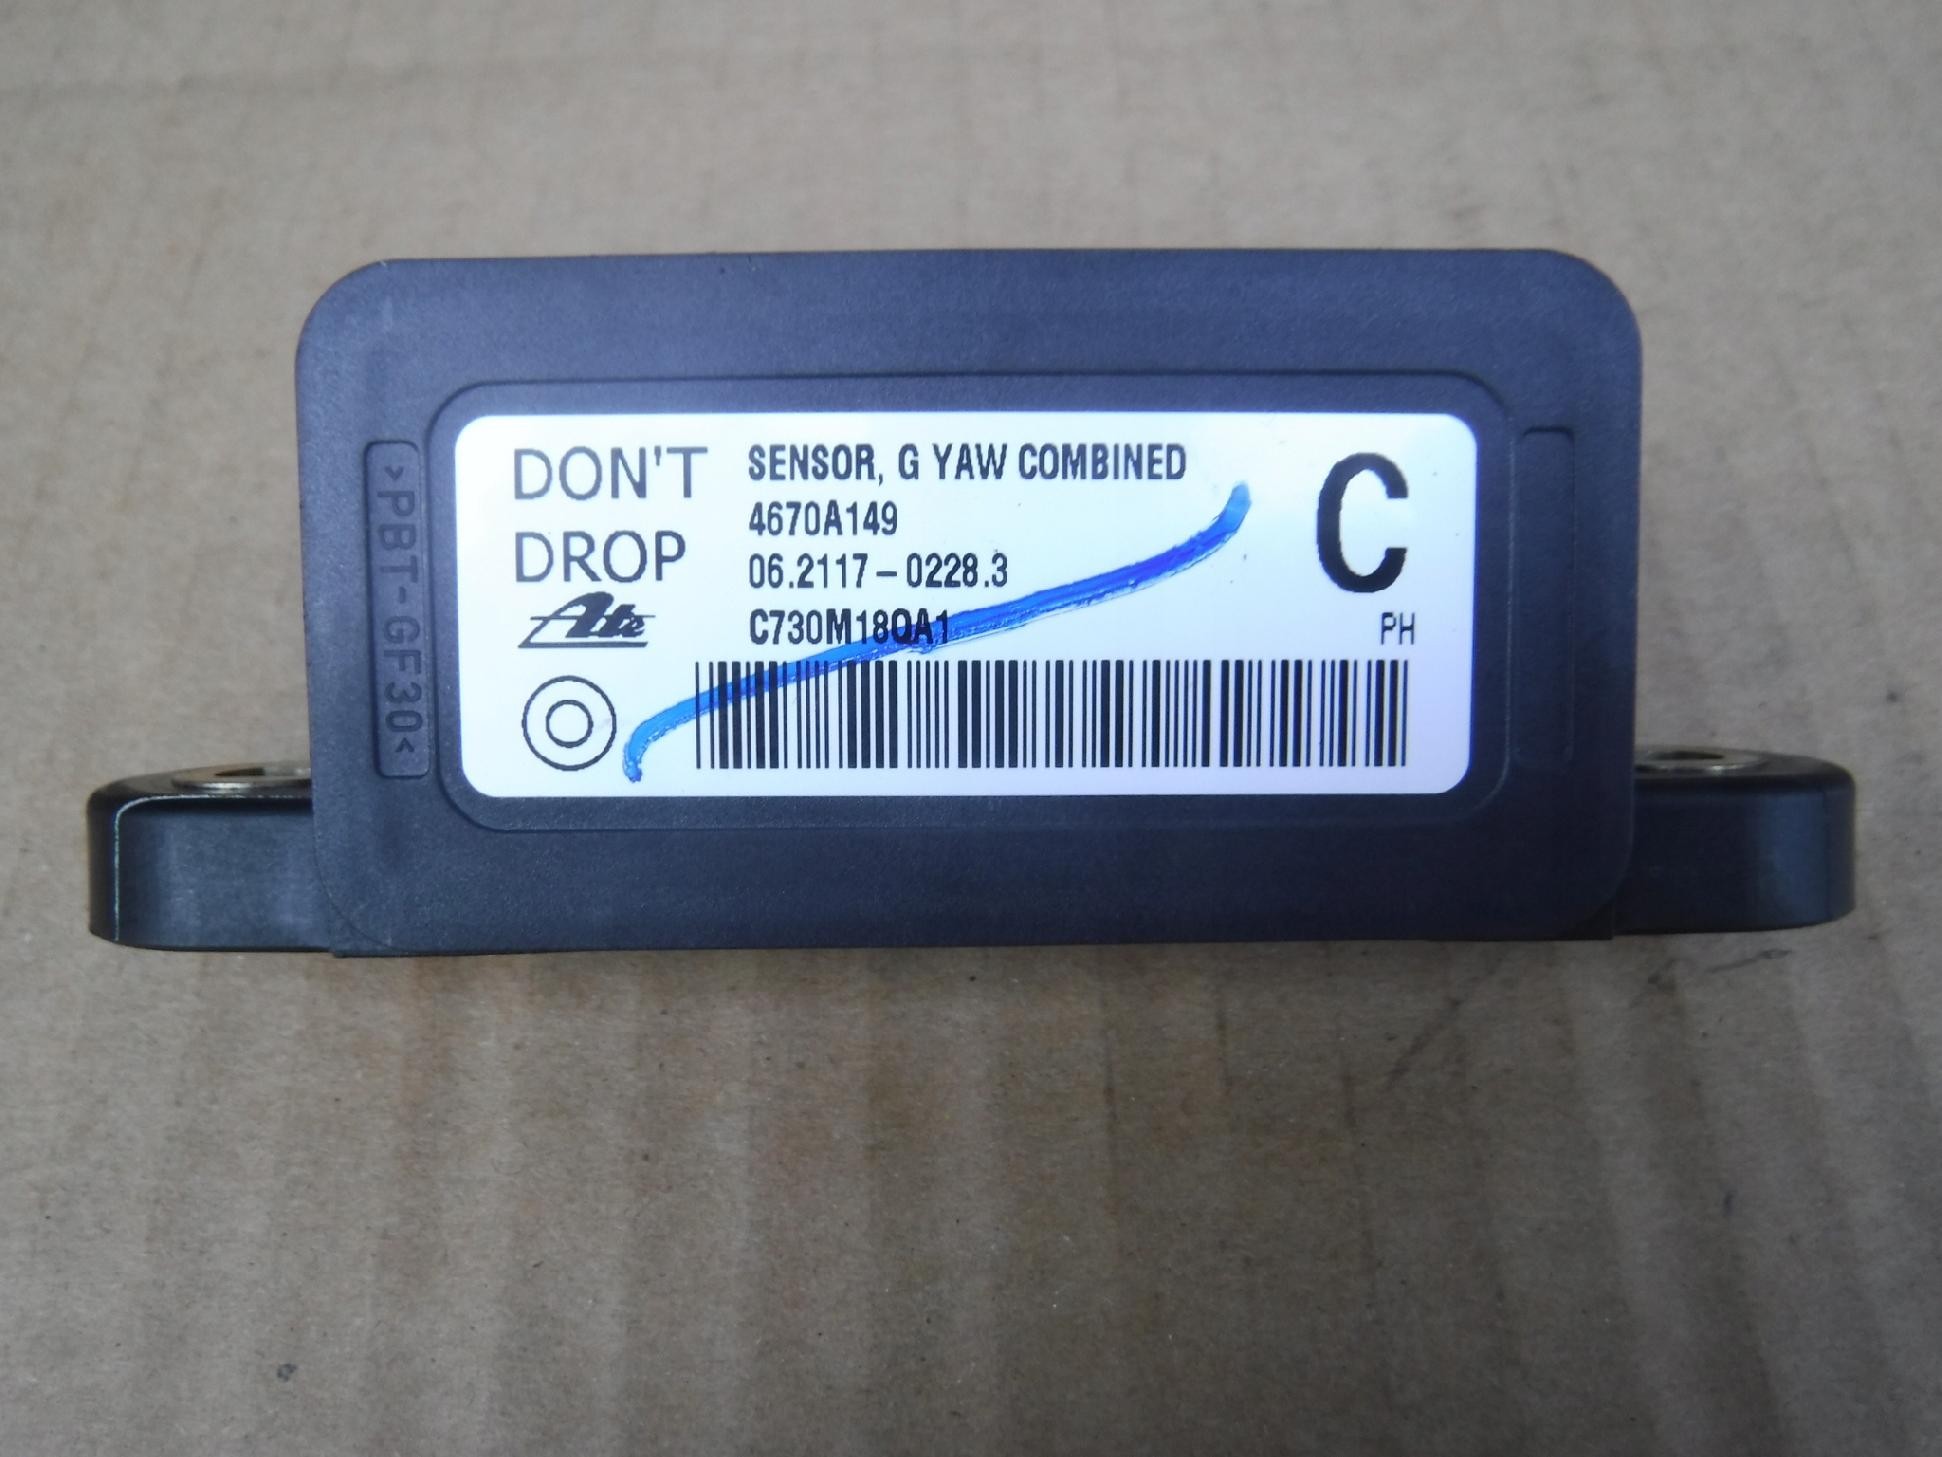 DON'T
DROP
Ate
SENSOR, G YAW COMBINED
4670A149
06.2117-0228.3
C730M18QA1
C
PH
>PBT-GF30<